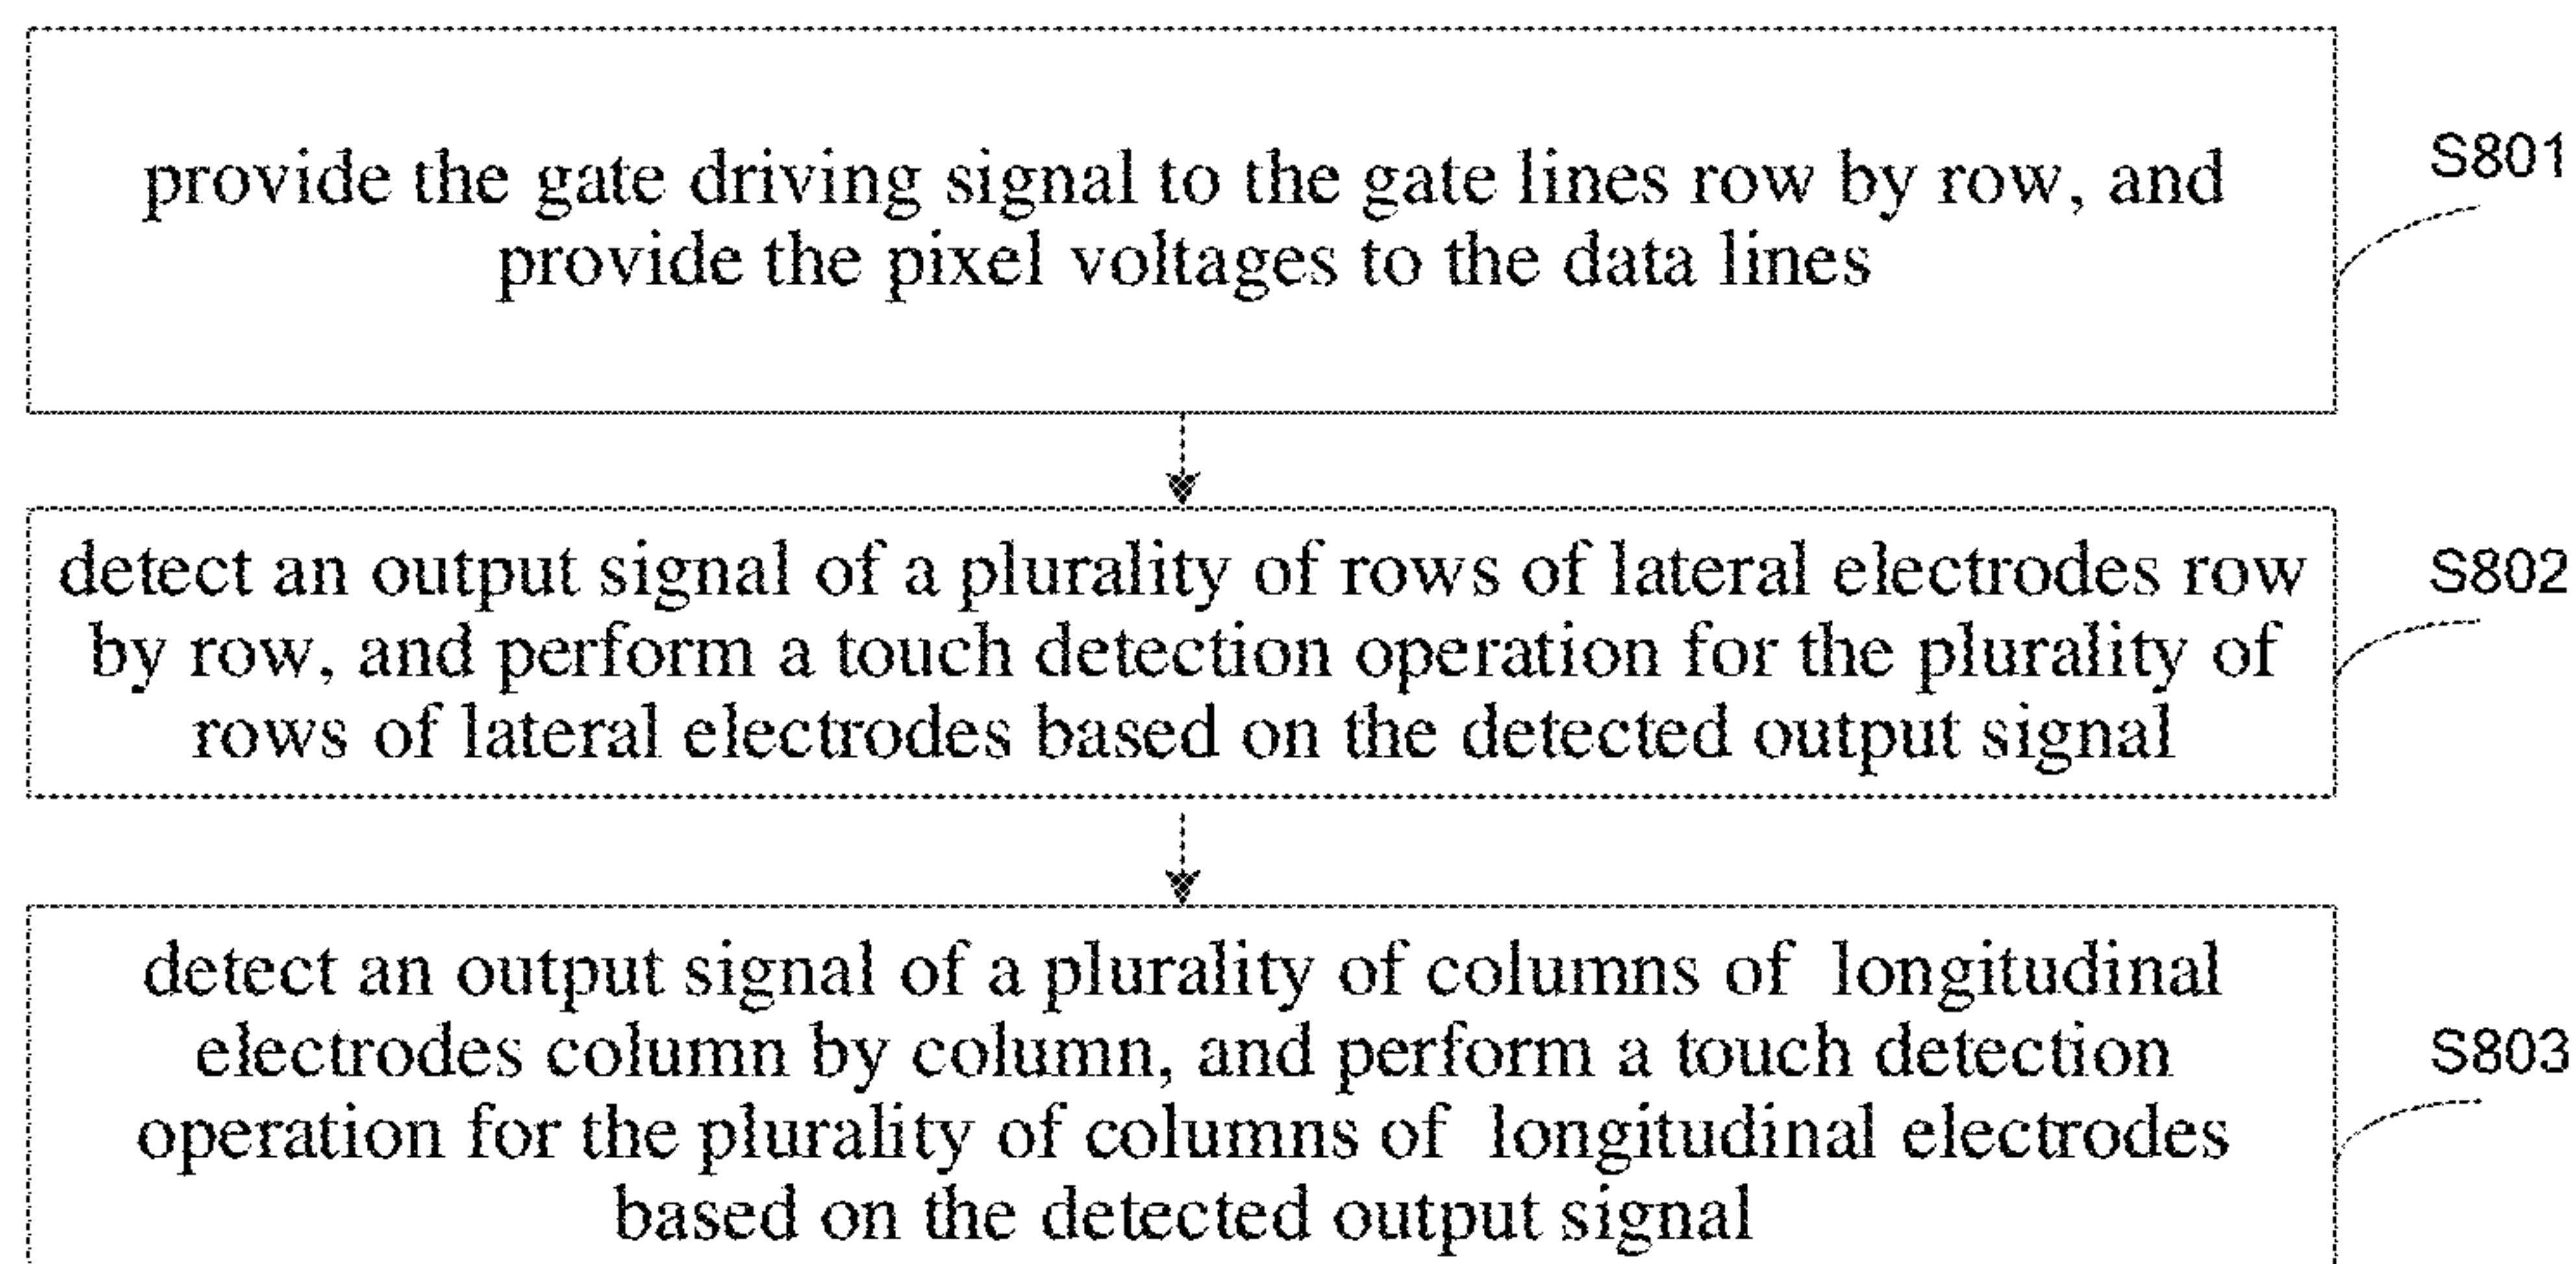 provide the gate driving signal to the gate lines row by row, and
provide the pixel voltages to the data lines
S801
detect an output signal of a plurality of rows of lateral electrodes row
by row, and perform a touch detection operation for the plurality of
rows of lateral electrodes based on the detected output signal
S802
detect an output signal of a plurality of columns of longitudinal
electrodes column by column, and perform a touch detection
operation for the plurality of columns of longitudinal electrodes
based on the detected output signal
S803